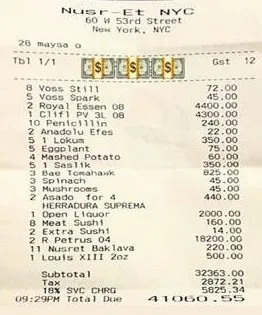 Nusr-Et NYC
60 W 53rd Street
New York, NYC
28 maysa o
Tbl 1/1 Gst 12
8 Voss Still 72.00
5 Voss Spark 45.00
2 Royal Essen 08 4400.00
1 Clifl PV 3L 08 4300.00
10 Penicillin 240.00
2 Anadolu Efes 22.00
5 1 Lokum 350.00
5 Eggplant 75.00
4 Mashed Potato 60.00
5 1 Saslik 350.00
3 Bae Tomahawk 825.00
3 Spinach 45.00
3 Mushrooms 45.00
2 Asado for 4 440.00
HERRADURA SUPREMA
1 Open Liquor 2000.00
8 Meat Sushi 160.00
2 Extra Sushi 14.00
2 R Petrus 04 18200.00
11 Nusret Baklava 220.00
1 Louis XIII 2oz 500.00
Subtotal 32363.00
Tax 2872.21
18% SVC CHRG 5825.34
09:29PM Total Due 41060.55